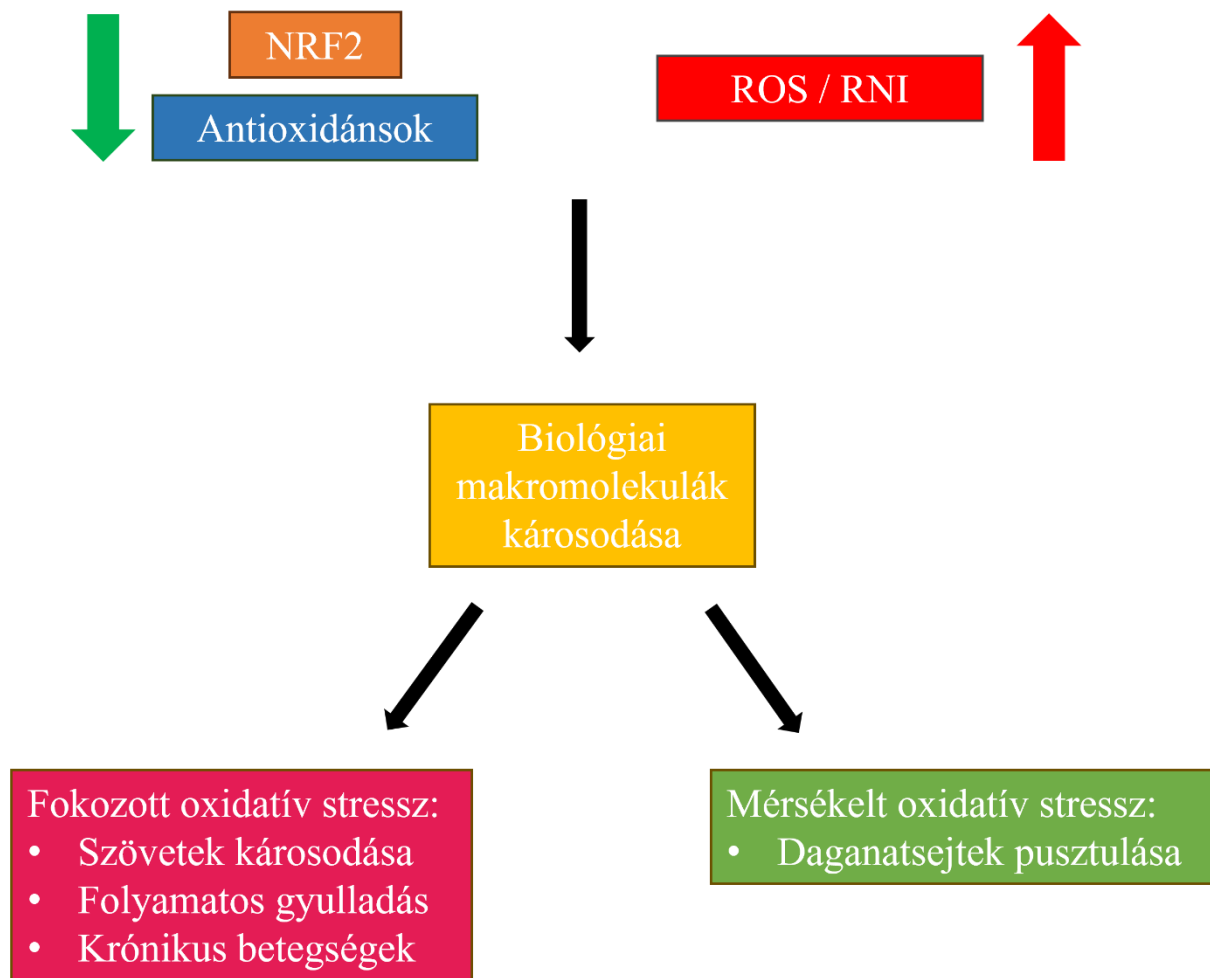 NRF2
Antioxidánsok
ROS / RNI
Biológiai
makromolekulák
károsodása
Fokozott oxidatív stressz:
• Szövetek károsodása
• Folyamatos gyulladás
• Krónikus betegségek
Mérsékelt oxidatív stressz:
• Daganatsejtek pusztulása